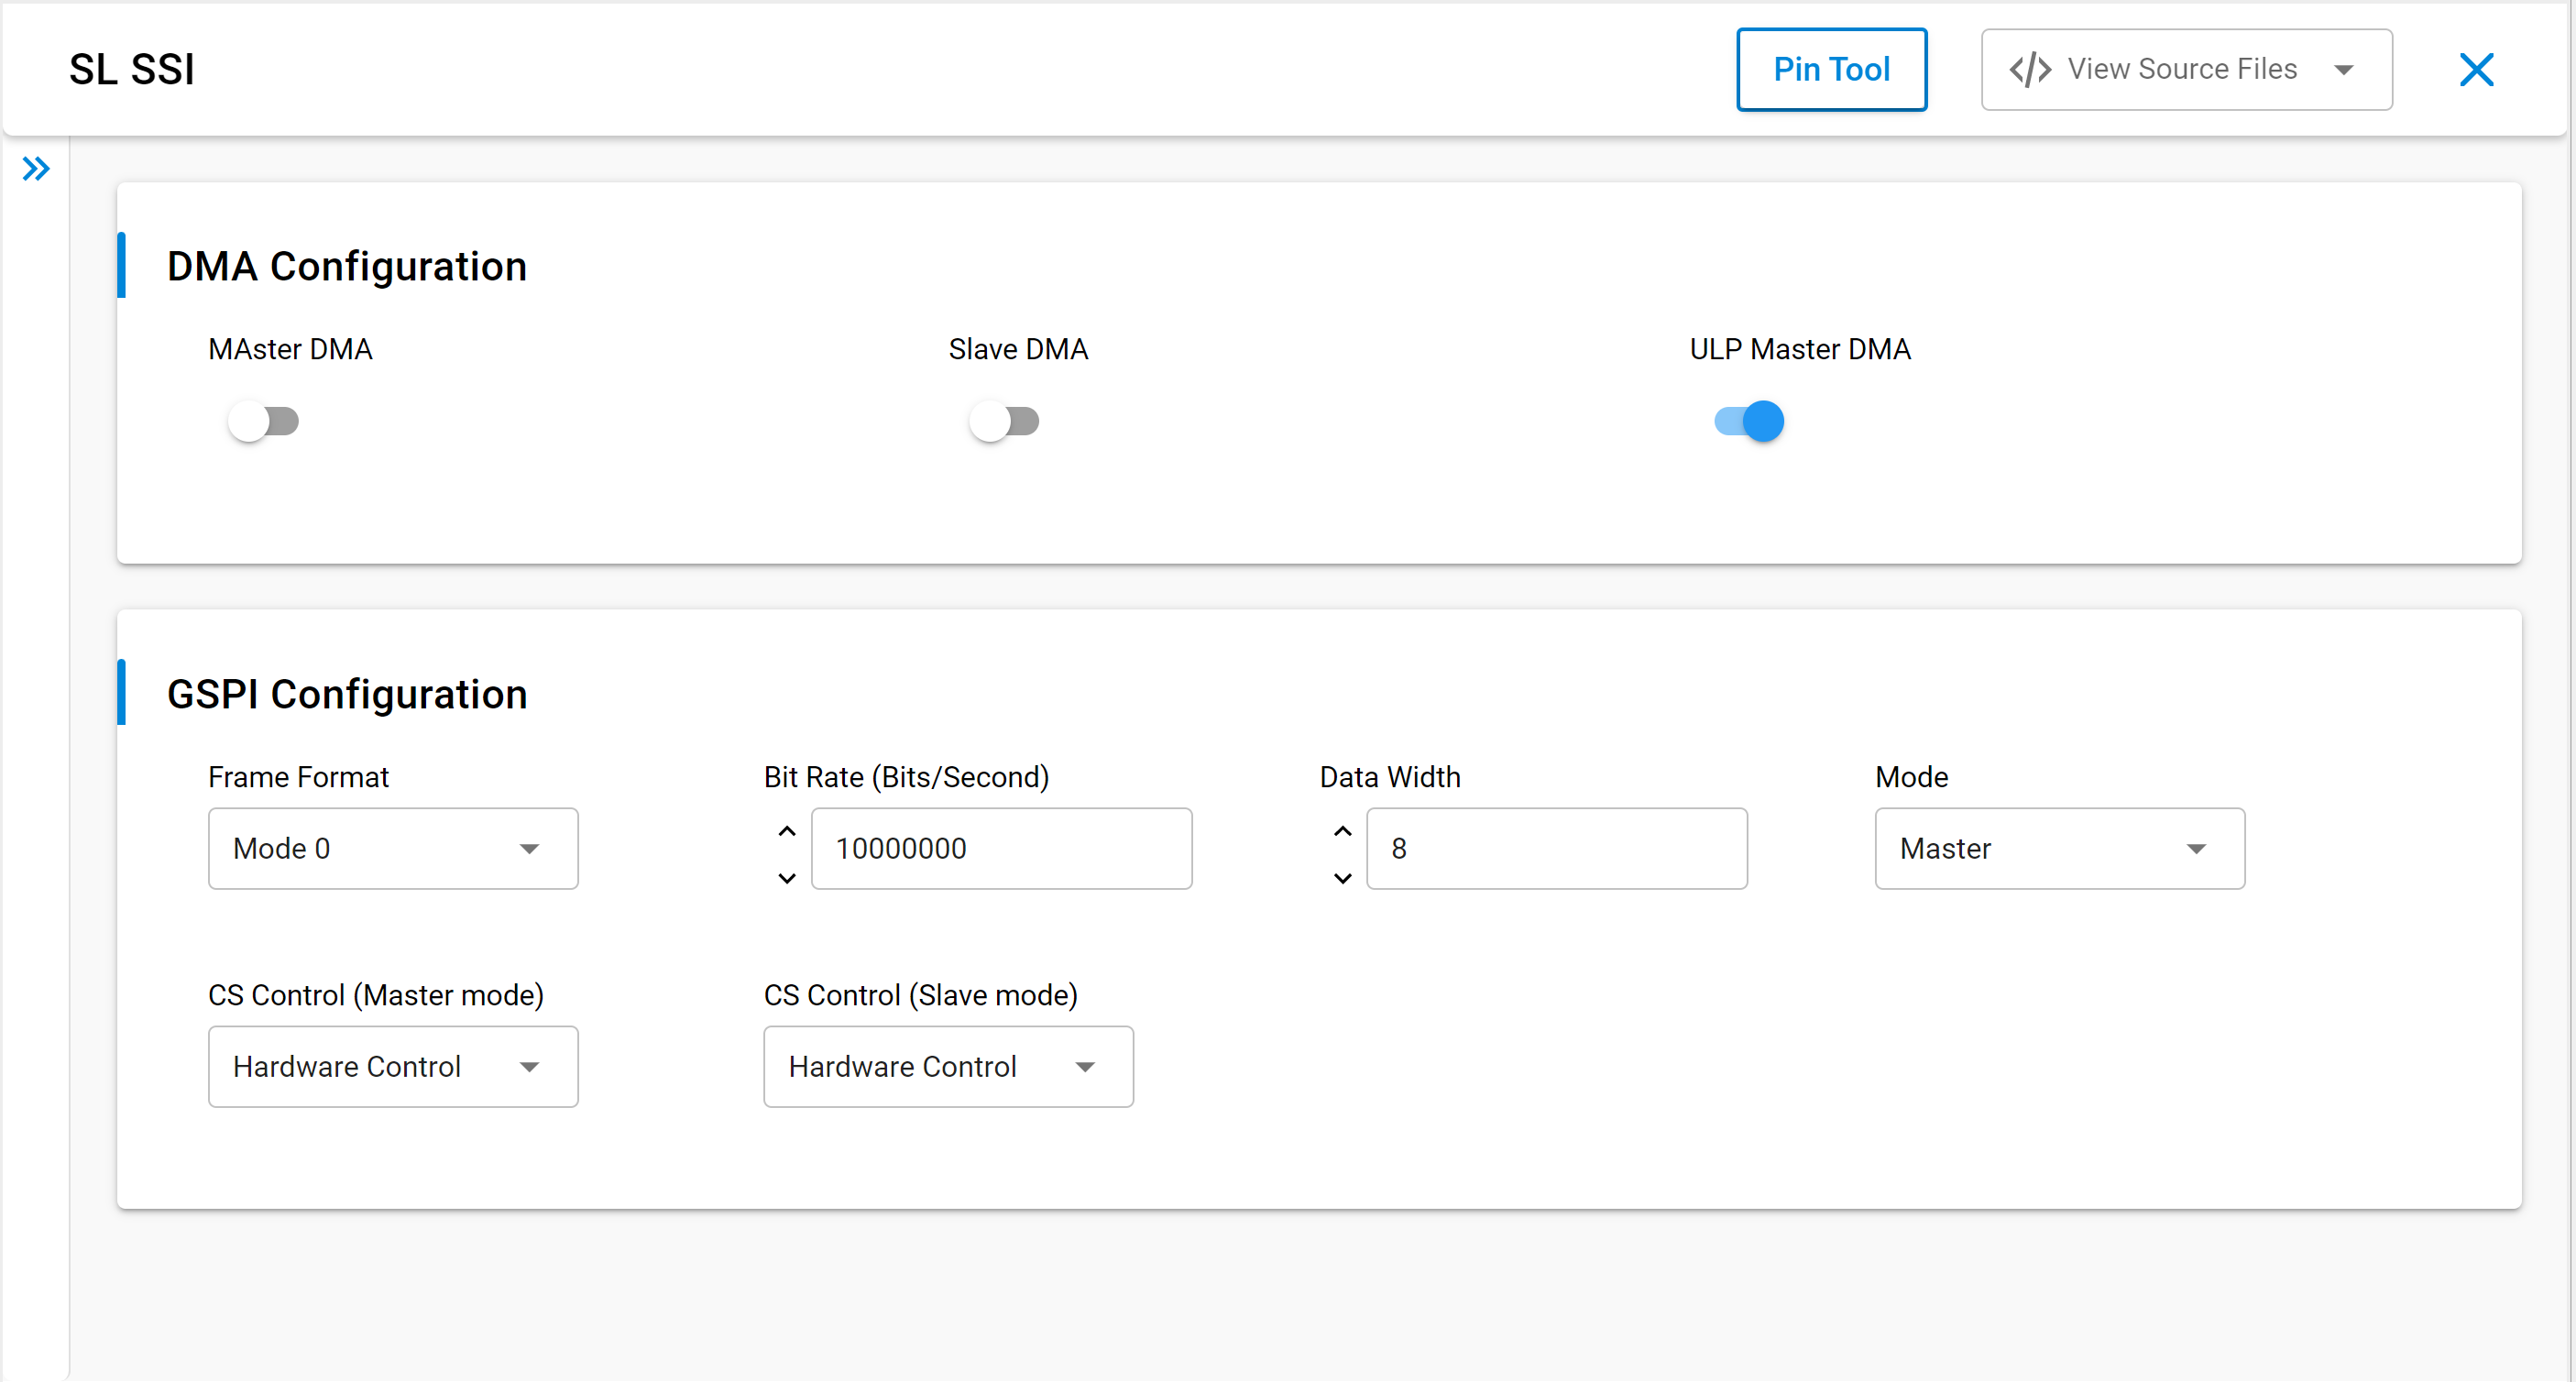 SL SSI
Pin Tool
</> View Source Files
DMA Configuration
MAster DMA
Slave DMA
ULP Master DMA
GSPI Configuration
Frame Format
Bit Rate (Bits/Second)
Data Width
Mode
Mode 0
10000000
8
Master
CS Control (Master mode)
CS Control (Slave mode)
Hardware Control
Hardware Control